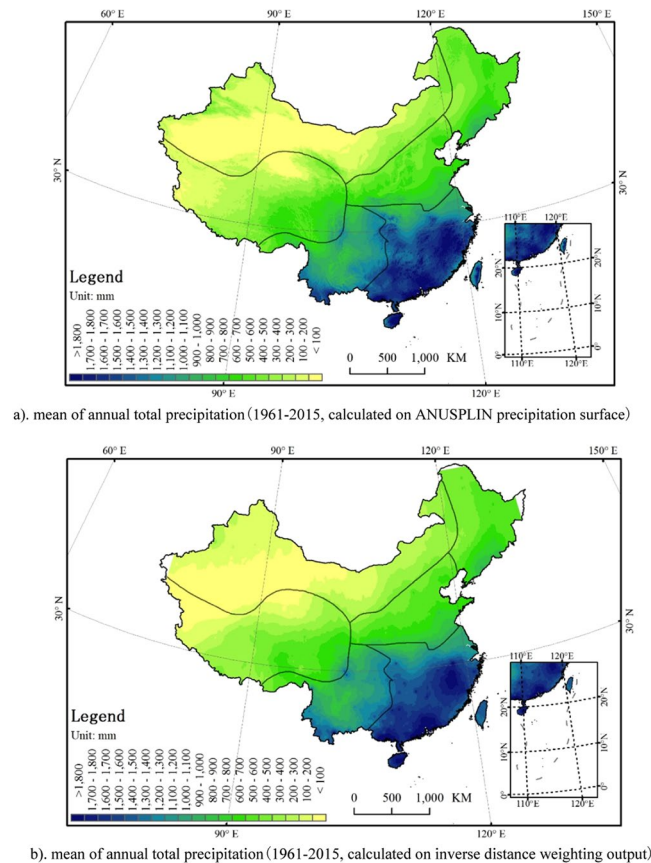 60° E 90° E 120° E 150° E
30° N 30° N
110°E 120°E
20°N 20°N
10°N 10°N
0° 0°
110°E 120°E
Legend
Unit: mm
>1,800
1,700 - 1,800
1,600 - 1,700
1,500 - 1,600
1,400 - 1,500
1,300 - 1,400
1,200 - 1,300
1,100 - 1,200
1,000 - 1,100
900 - 1,000
800 - 900
700 - 800
600 - 700
500 - 600
400 - 500
300 - 400
200 - 300
100 - 200
< 100
0 500 1,000 KM
90° E 120° E
a). mean of annual total precipitation (1961-2015, calculated on ANUSPLIN precipitation surface)
60° E 90° E 120° E 150° E
30° N 30° N
110°E 120°E
20°N 20°N
10°N 10°N
0° 0°
110°E 120°E
Legend
Unit: mm
>1,800
1,700 - 1,800
1,600 - 1,700
1,500 - 1,600
1,400 - 1,500
1,300 - 1,400
1,200 - 1,300
1,100 - 1,200
1,000 - 1,100
900 - 1,000
800 - 900
700 - 800
600 - 700
500 - 600
400 - 500
300 - 400
200 - 300
100 - 200
< 100
0 500 1,000 KM
90° E 120° E
b). mean of annual total precipitation (1961-2015, calculated on inverse distance weighting output)